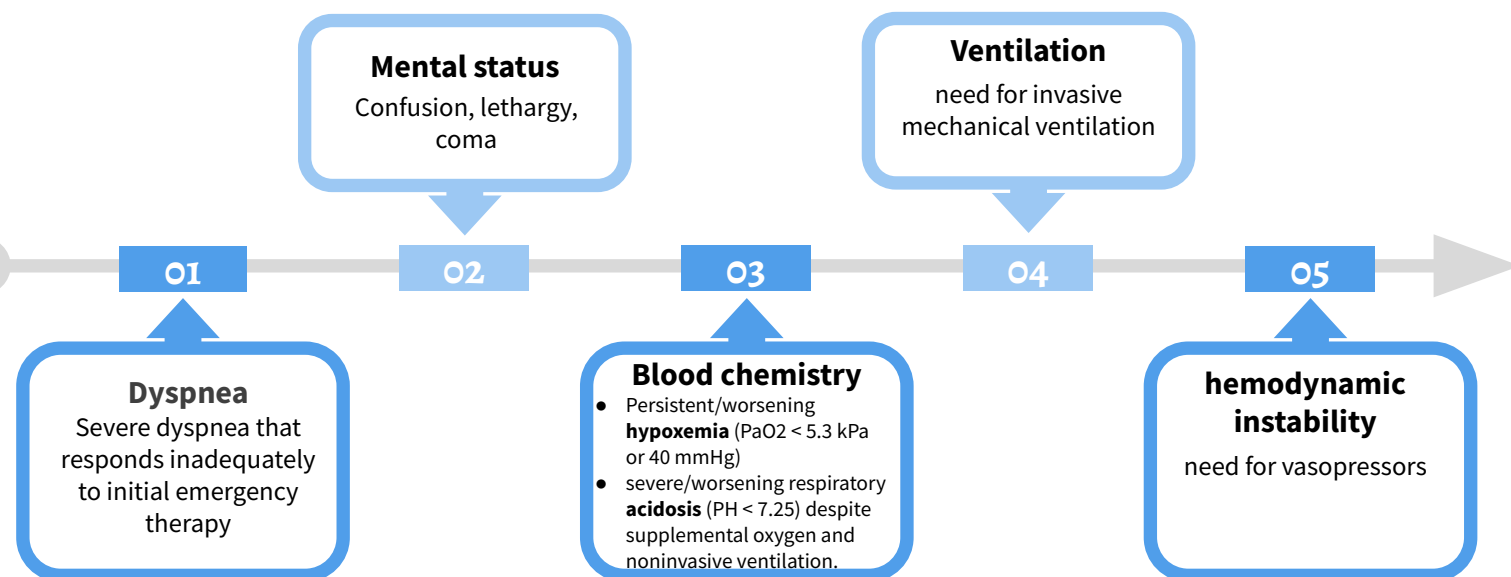 Mental status
Confusion, lethargy,
coma
Ventilation
need for invasive
mechanical ventilation
01
02
03
04
05
Dyspnea
Severe dyspnea that
responds inadequately
to initial emergency
therapy
Blood chemistry
● Persistent/worsening
hypoxemia (PaO2 < 5.3 kPa
or 40 mmHg)
● severe/worsening respiratory
acidosis (PH < 7.25) despite
supplemental oxygen and
noninvasive ventilation.
hemodynamic
instability
need for vasopressors